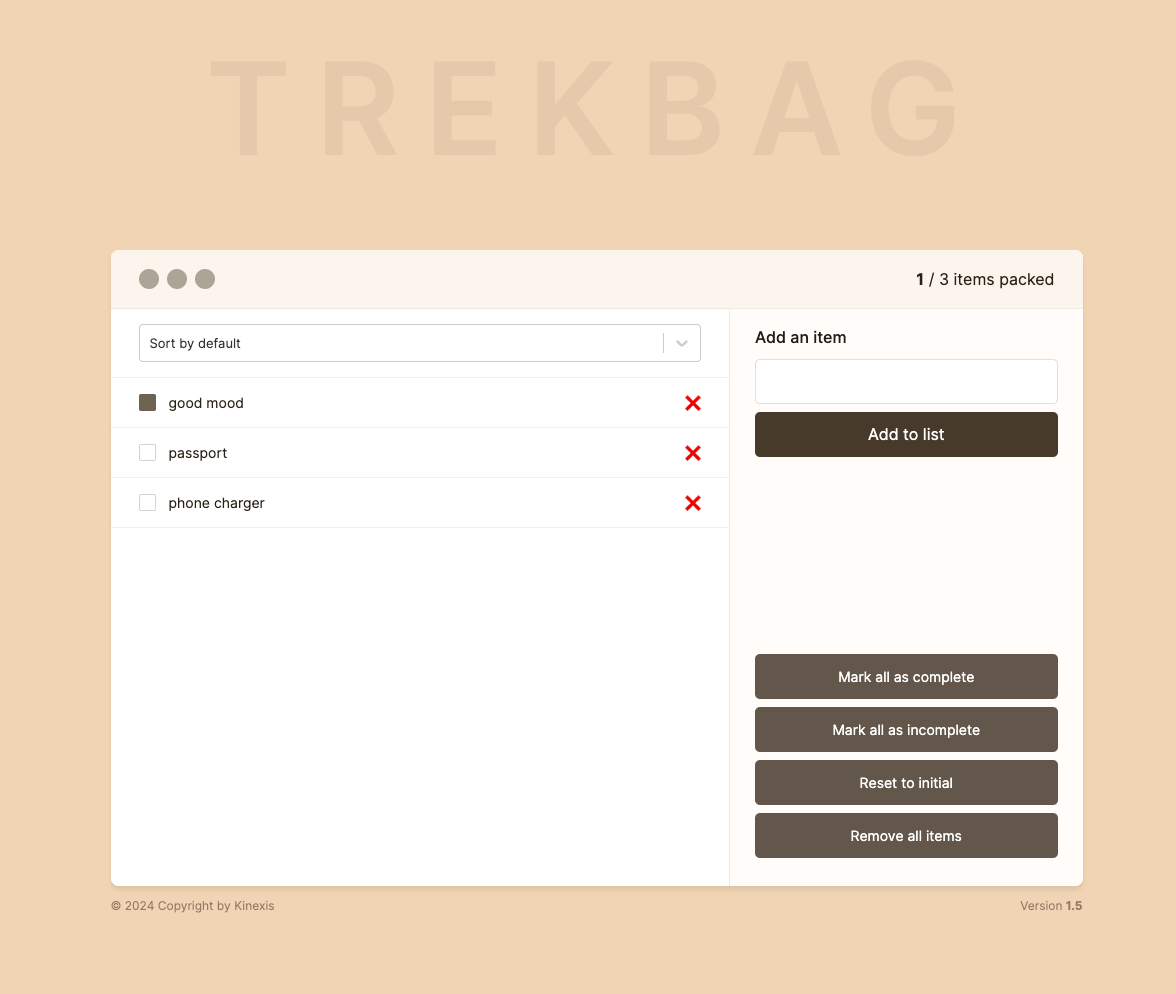 TREKBAG
1 / 3 items packed
Sort by default
good mood
passport
phone charger
Add an item
Add to list
Mark all as complete
Mark all as incomplete
Reset to initial
Remove all items
© 2024 Copyright by Kinexis
Version 1.5